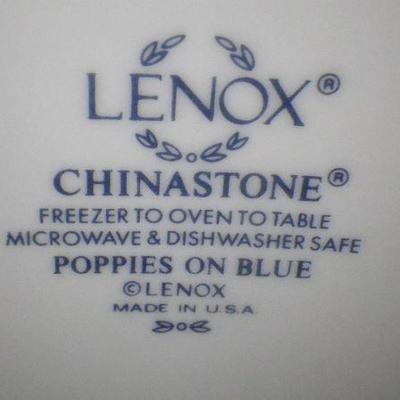 LENOX®
CHINASTONE®
FREEZER TO OVEN TO TABLE
MICROWAVE & DISHWASHER SAFE
POPPIES ON BLUE
©LENOX
MADE IN U.S.A.